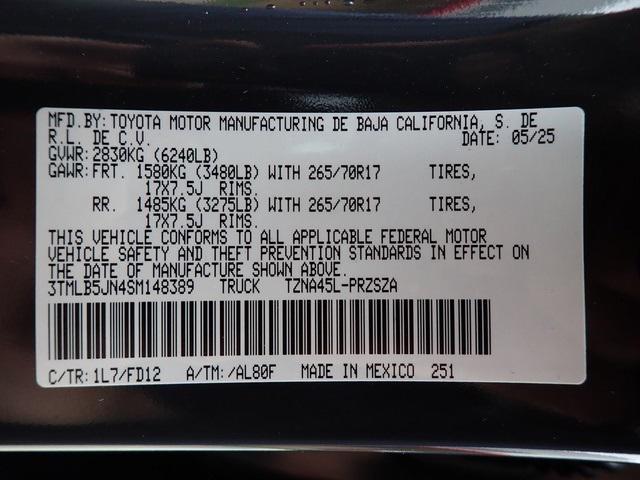 MFD.BY: TOYOTA MOTOR MANUFACTURING DE BAJA CALIFORNIA, S. DE
R.L. DE C.V. DATE: 05/25
GVWR: 2830KG (6240LB)
GAWR: FRT. 1580KG (3480LB) WITH 265/70R17 TIRES,
17X7.5J RIMS.
RR. 1485KG (3275LB) WITH 265/70R17 TIRES,
17X7.5J RIMS.
THIS VEHICLE CONFORMS TO ALL APPLICABLE FEDERAL MOTOR
VEHICLE SAFETY AND THEFT PREVENTION STANDARDS IN EFFECT ON
THE DATE OF MANUFACTURE SHOWN ABOVE.
3TMLB5JN4SM148389 TRUCK TZNA45L-PRZSZA
C/TR: 1L7/FD12 A/TM: /AL80F MADE IN MEXICO 251